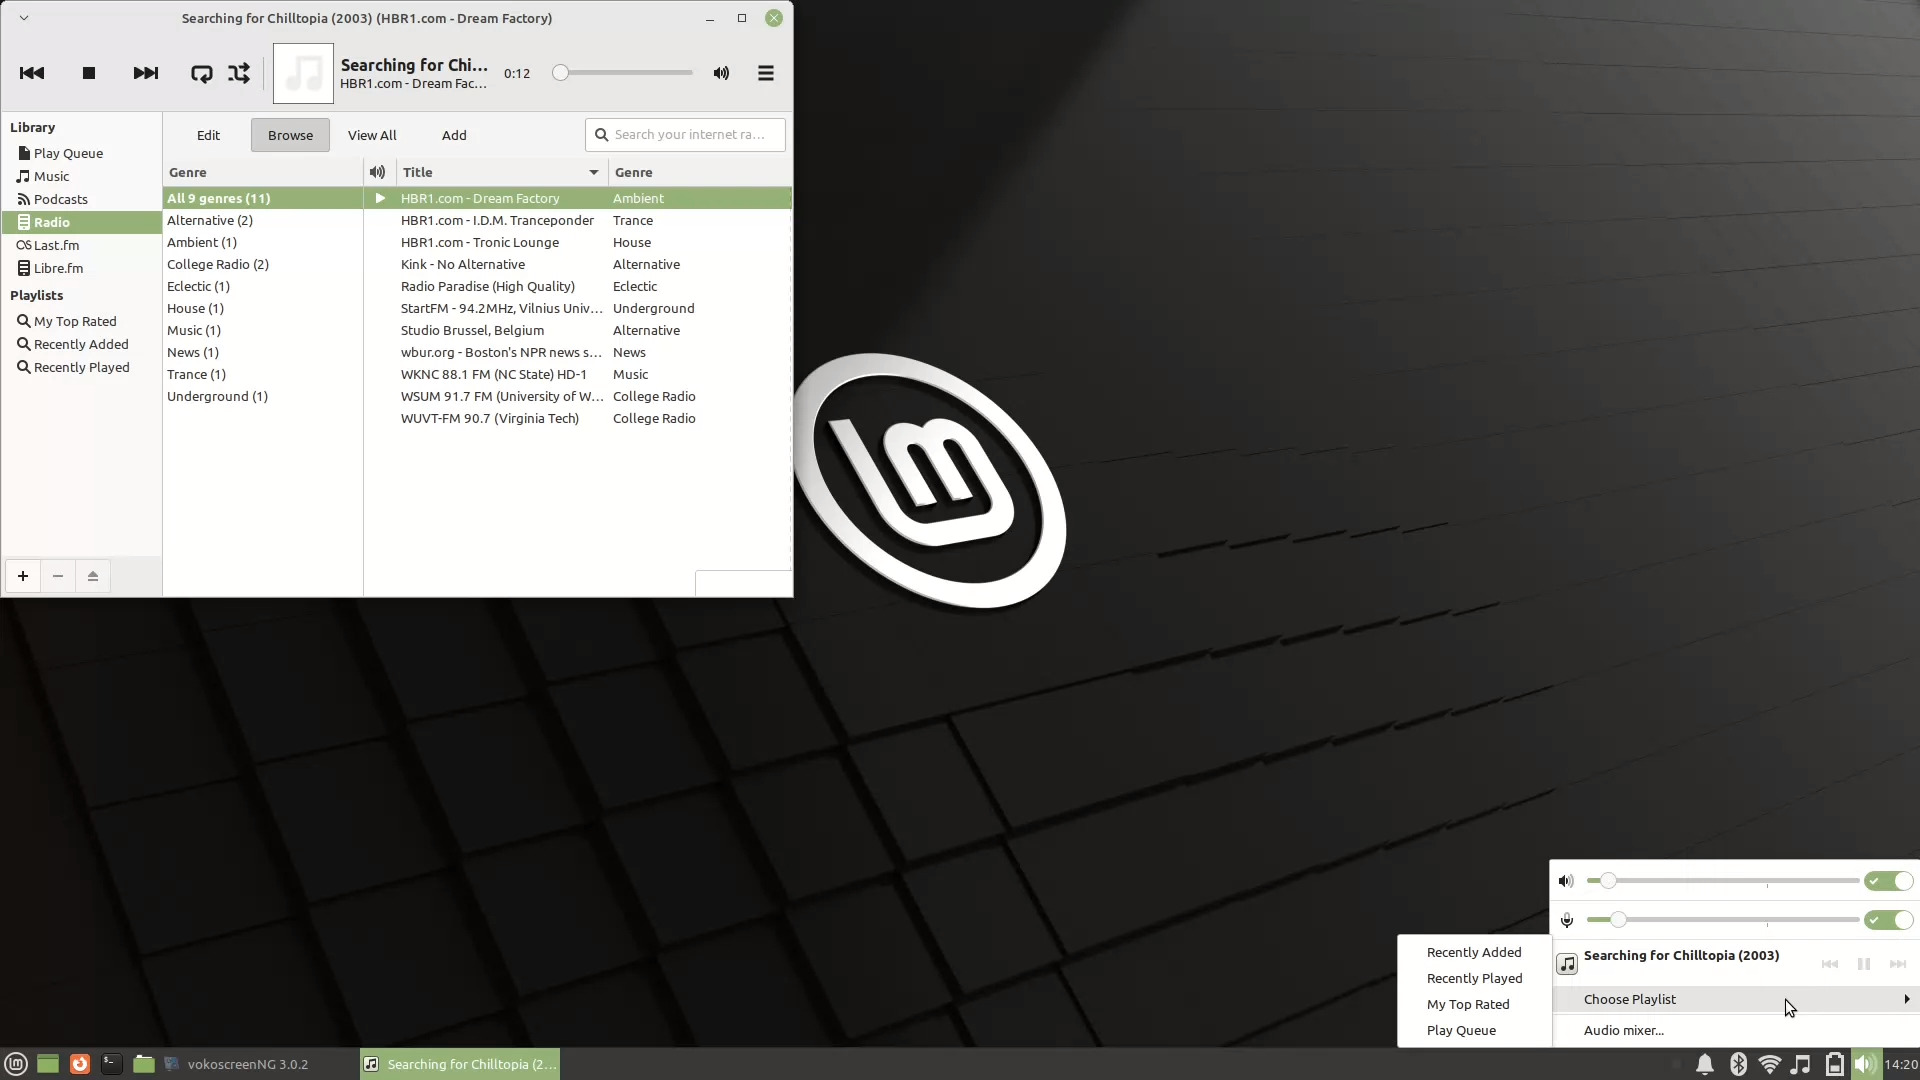 Searching for Chilltopia (2003) (HBR1.com - Dream Factory)
Searching for Chi...
HBR1.com - Dream Fac...
0:12
Library
Play Queue
Music
Podcasts
Radio
Last.fm
Libre.fm
Playlists
My Top Rated
Recently Added
Recently Played
Edit
Browse
View All
Add
Search your internet ra...
Genre
All 9 genres (11)
Alternative (2)
Ambient (1)
College Radio (2)
Eclectic (1)
House (1)
Music (1)
News (1)
Trance (1)
Underground (1)
Title Genre
HBR1.com - Dream Factory Ambient
HBR1.com - I.D.M. Tranceponder Trance
HBR1.com - Tronic Lounge House
Kink - No Alternative Alternative
Radio Paradise (High Quality) Eclectic
StartFM - 94.2MHz, Vilnius Univ... Underground
Studio Brussel, Belgium Alternative
wbur.org - Boston's NPR news s... News
WKNC 88.1 FM (NC State) HD-1 Music
WSUM 91.7 FM (University of W... College Radio
WUVT-FM 90.7 (Virginia Tech) College Radio
Searching for Chilltopia (2003)
Choose Playlist
Audio mixer...
Recently Added
Recently Played
My Top Rated
Play Queue
vokoscreenNG 3.0.2
Searching for Chilltopia (2...
14:20